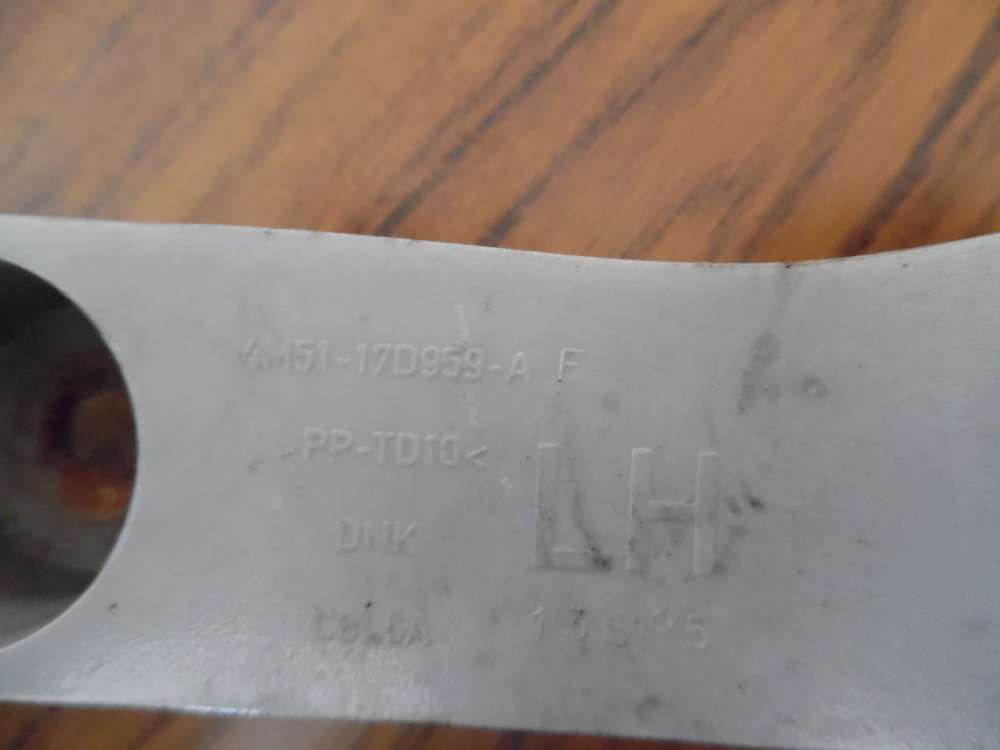 4M51-17D959-A F
>PP-TD10<
LH
DNK